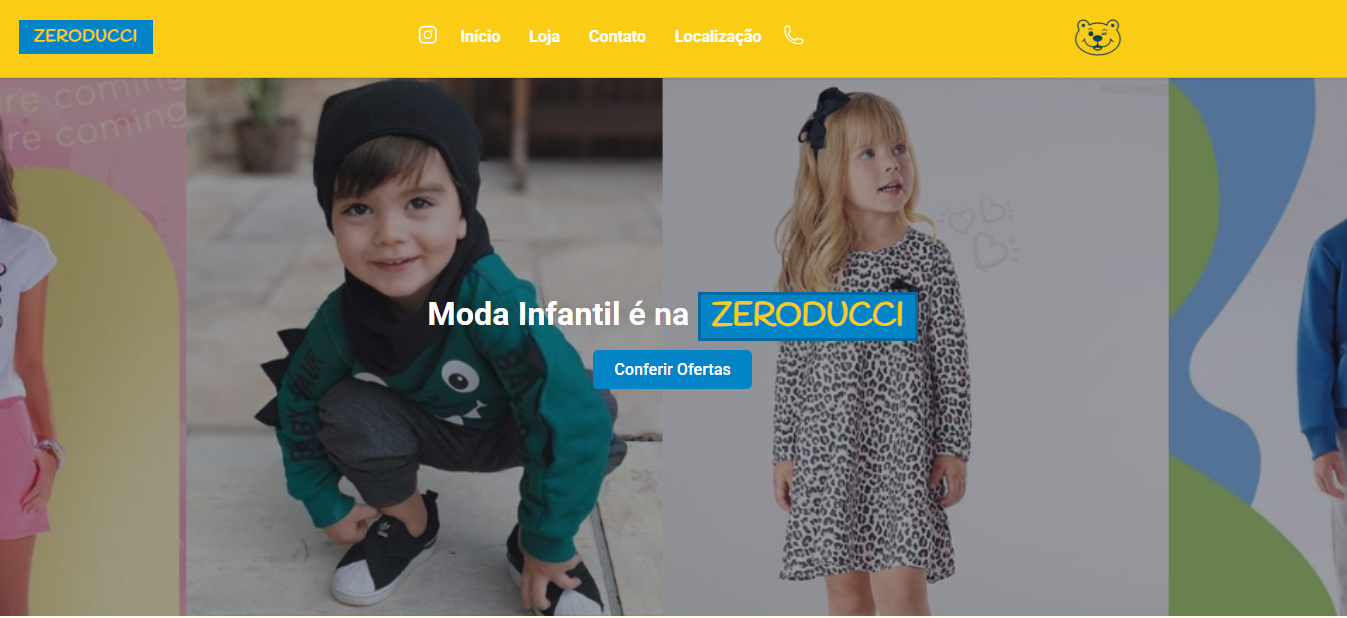 ZERODUCCI
Início
Loja
Contato
Localização
re coming
re coming
Moda Infantil é na ZERODUCCI
Conferir Ofertas